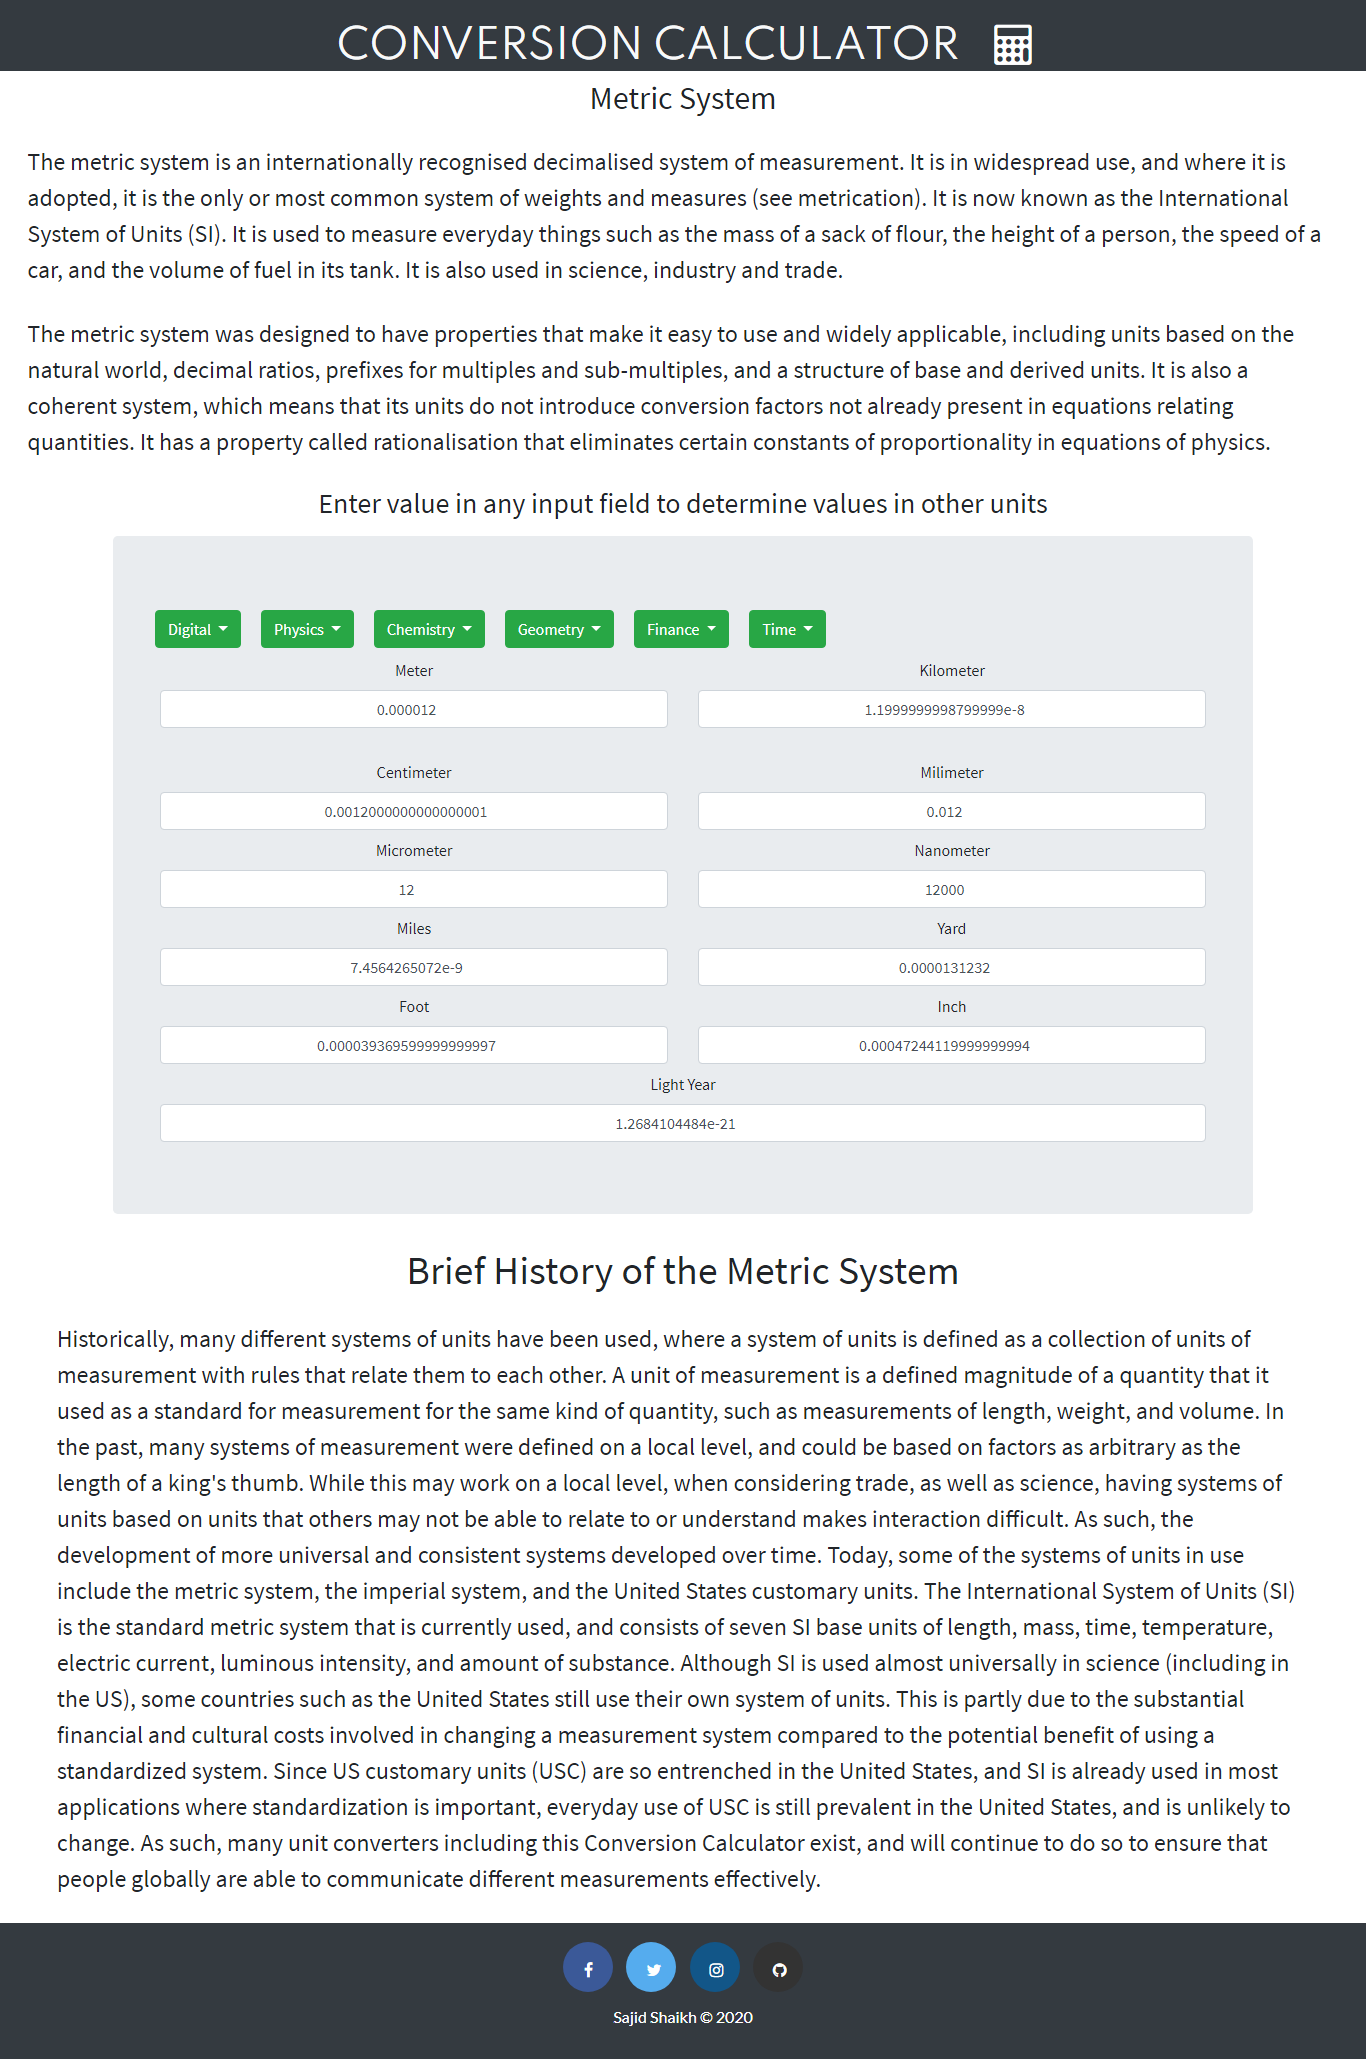 CONVERSION CALCULATOR
Metric System
The metric system is an internationally recognised decimalised system of measurement. It is in widespread use, and where it is
adopted, it is the only or most common system of weights and measures (see metrication). It is now known as the International
System of Units (SI). It is used to measure everyday things such as the mass of a sack of flour, the height of a person, the speed of a
car, and the volume of fuel in its tank. It is also used in science, industry and trade.
The metric system was designed to have properties that make it easy to use and widely applicable, including units based on the
natural world, decimal ratios, prefixes for multiples and sub-multiples, and a structure of base and derived units. It is also a
coherent system, which means that its units do not introduce conversion factors not already present in equations relating
quantities. It has a property called rationalisation that eliminates certain constants of proportionality in equations of physics.
Enter value in any input field to determine values in other units
Digital Physics Chemistry Geometry Finance Time
Meter Kilometer
0.000012 1.1999999998799999e-8
Centimeter Milimeter
0.0012000000000000001 0.012
Micrometer Nanometer
12 12000
Miles Yard
7.4564265072e-9 0.0000131232
Foot Inch
0.000039369599999999997 0.00047244119999999994
Light Year
1.2684104484e-21
Brief History of the Metric System
Historically, many different systems of units have been used, where a system of units is defined as a collection of units of
measurement with rules that relate them to each other. A unit of measurement is a defined magnitude of a quantity that it
used as a standard for measurement for the same kind of quantity, such as measurements of length, weight, and volume. In
the past, many systems of measurement were defined on a local level, and could be based on factors as arbitrary as the
length of a king's thumb. While this may work on a local level, when considering trade, as well as science, having systems of
units based on units that others may not be able to relate to or understand makes interaction difficult. As such, the
development of more universal and consistent systems developed over time. Today, some of the systems of units in use
include the metric system, the imperial system, and the United States customary units. The International System of Units (SI)
is the standard metric system that is currently used, and consists of seven SI base units of length, mass, time, temperature,
electric current, luminous intensity, and amount of substance. Although SI is used almost universally in science (including in
the US), some countries such as the United States still use their own system of units. This is partly due to the substantial
financial and cultural costs involved in changing a measurement system compared to the potential benefit of using a
standardized system. Since US customary units (USC) are so entrenched in the United States, and SI is already used in most
applications where standardization is important, everyday use of USC is still prevalent in the United States, and is unlikely to
change. As such, many unit converters including this Conversion Calculator exist, and will continue to do so to ensure that
people globally are able to communicate different measurements effectively.
Sajid Shaikh © 2020